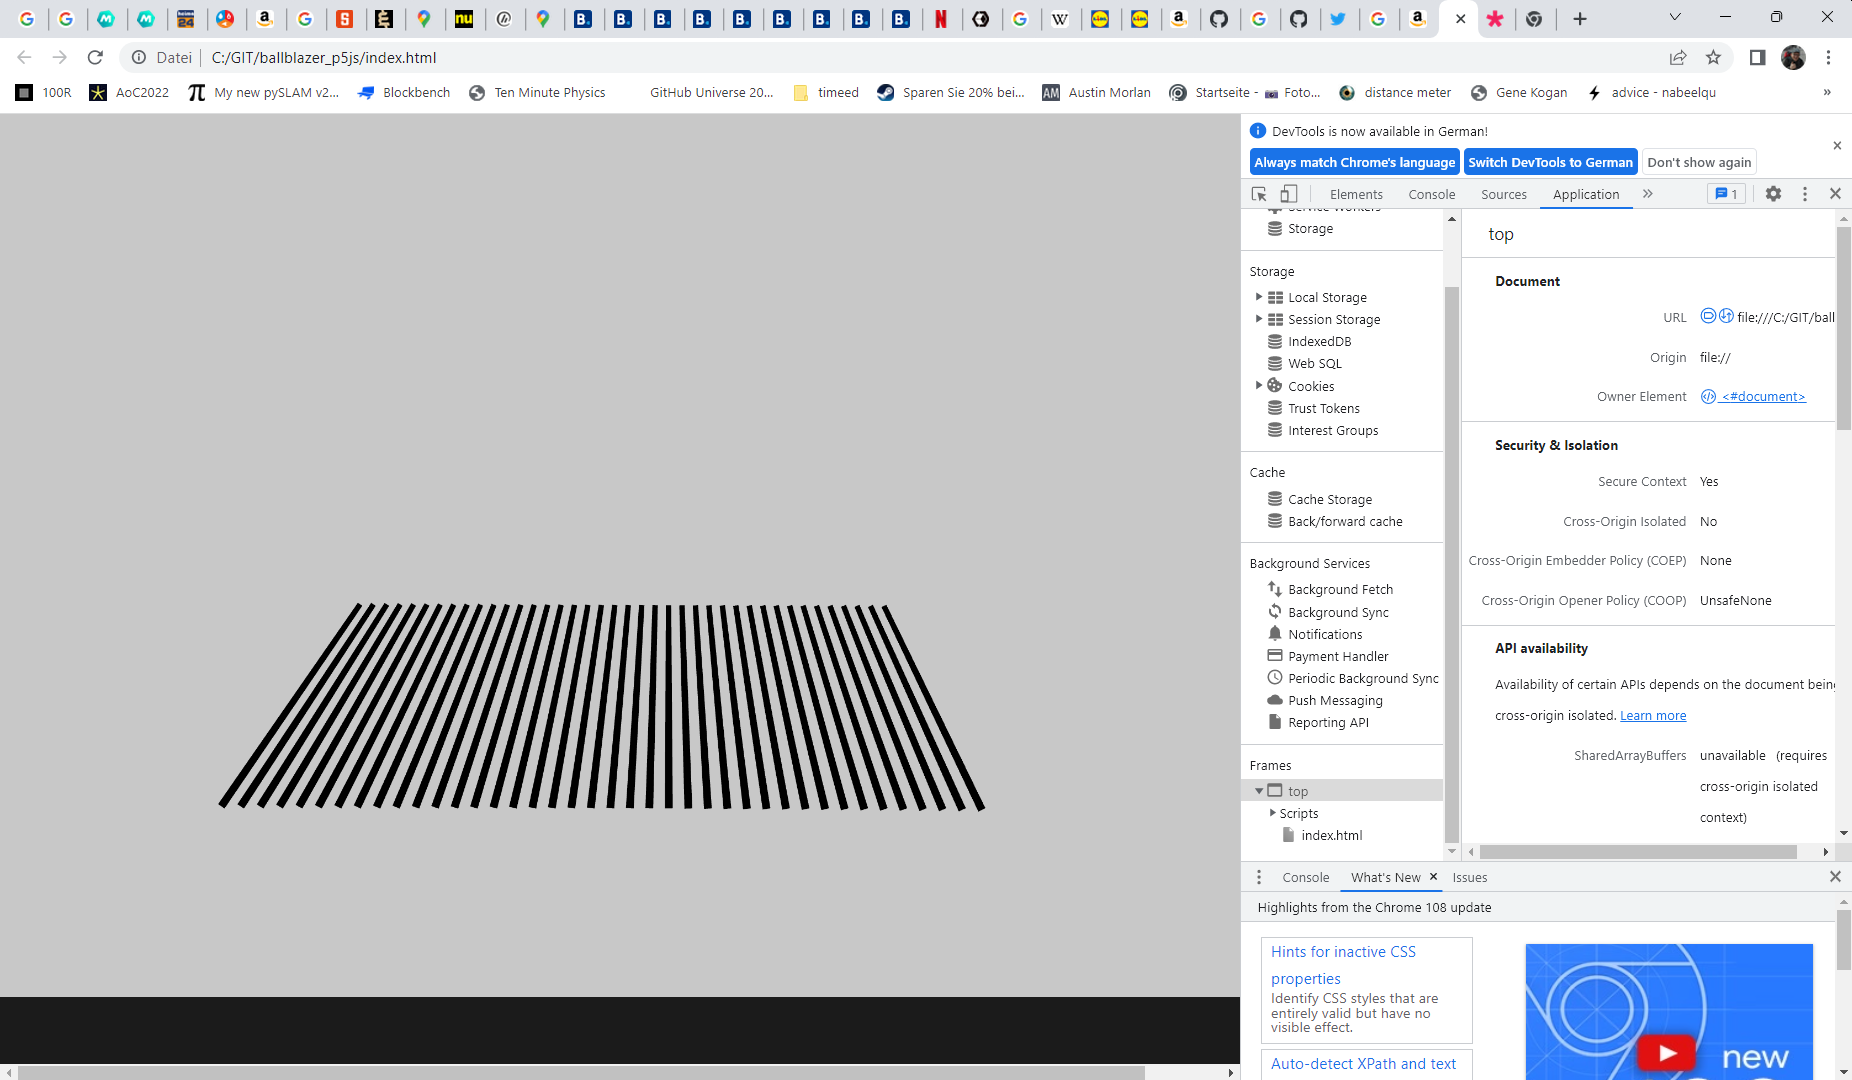 Datei
C:/GIT/ballblazer_p5js/index.html
100R
AoC2022
My new pySLAM v2...
Blockbench
Ten Minute Physics
GitHub Universe 20...
timeed
Sparen Sie 20% bei...
AM Austin Morlan
Startseite - Foto...
distance meter
Gene Kogan
advice - nabeelqu
»
DevTools is now available in German!
Always match Chrome's language
Switch DevTools to German
Don't show again
Elements
Console
Sources
Application
1
Service Workers
Storage
Storage
Local Storage
Session Storage
IndexedDB
Web SQL
Cookies
Trust Tokens
Interest Groups
Cache
Cache Storage
Back/forward cache
Background Services
Background Fetch
Background Sync
Notifications
Payment Handler
Periodic Background Sync
Push Messaging
Reporting API
Frames
top
Scripts
index.html
top
Document
URL file:///C:/GIT/ball
Origin file://
Owner Element <#document>
Security & Isolation
Secure Context Yes
Cross-Origin Isolated No
Cross-Origin Embedder Policy (COEP) None
Cross-Origin Opener Policy (COOP) UnsafeNone
API availability
Availability of certain APIs depends on the document being
cross-origin isolated. Learn more
SharedArrayBuffers unavailable (requires
cross-origin isolated
context)
Console
What's New
Issues
Highlights from the Chrome 108 update
Hints for inactive CSS
properties
Identify CSS styles that are
entirely valid but have no
visible effect.
Auto-detect XPath and text
new